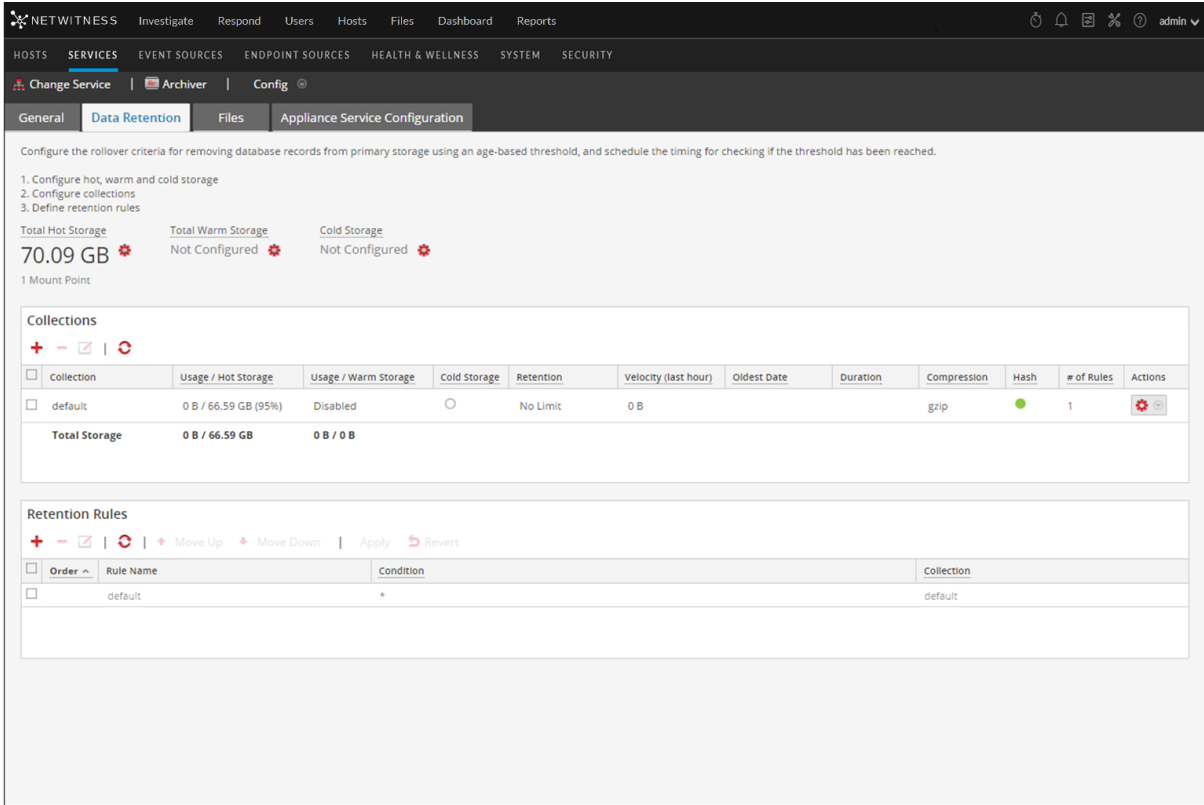 NETWITNESS Investigate Respond Users Hosts Files Dashboard Reports admin
HOSTS SERVICES EVENT SOURCES ENDPOINT SOURCES HEALTH & WELLNESS SYSTEM SECURITY
Change Service | Archiver | Config
General Data Retention Files Appliance Service Configuration
Configure the rollover criteria for removing database records from primary storage using an age-based threshold, and schedule the timing for checking if the threshold has been reached.
1. Configure hot, warm and cold storage
2. Configure collections
3. Define retention rules
Total Hot Storage Total Warm Storage Cold Storage
70.09 GB Not Configured Not Configured
1 Mount Point
Collections
Collection Usage / Hot Storage Usage / Warm Storage Cold Storage Retention Velocity (last hour) Oldest Date Duration Compression Hash # of Rules Actions
default 0 B / 66.59 GB (95%) Disabled No Limit 0 B gzip 1
Total Storage 0 B / 66.59 GB 0 B / 0 B
Retention Rules
| | Move Up Move Down | Apply Revert
Order Rule Name Condition Collection
default * default